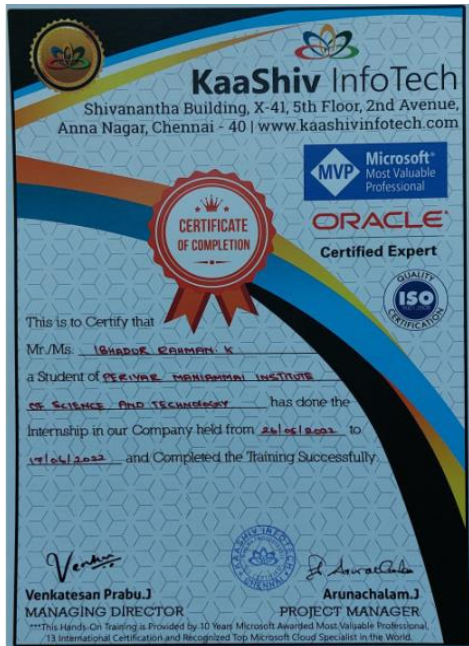 KaaShiv InfoTech
Shivanantha Building, X-41, 5th Floor, 2nd Avenue,
Anna Nagar, Chennai - 40 | www.kaashivinfotech.com
MVP
Microsoft®
Most Valuable
Professional
ORACLE®
Certified Expert
CERTIFICATE
OF COMPLETION
QUALITY
ISO
CERTIFICATION
This is to Certify that
Mr./Ms. IBHADUR RAHMAN. K
a Student of PERIYAR MANIAMMAI INSTITUTE
OF SCIENCE AND TECHNOLOGY has done the
Internship in our Company held from 26/05/2022 to
17/06/2022 and Completed the Training Successfully.
KAASHIV INFOTECH
CHENNAI
Venkatesan Prabu.J
MANAGING DIRECTOR
Arunachalam.J
PROJECT MANAGER
***This Hands-On Training is Provided by 10 Years Microsoft Awarded Most Valuable Professional,
13 International Certification and Recognized Top Microsoft Cloud Specialist in the World.